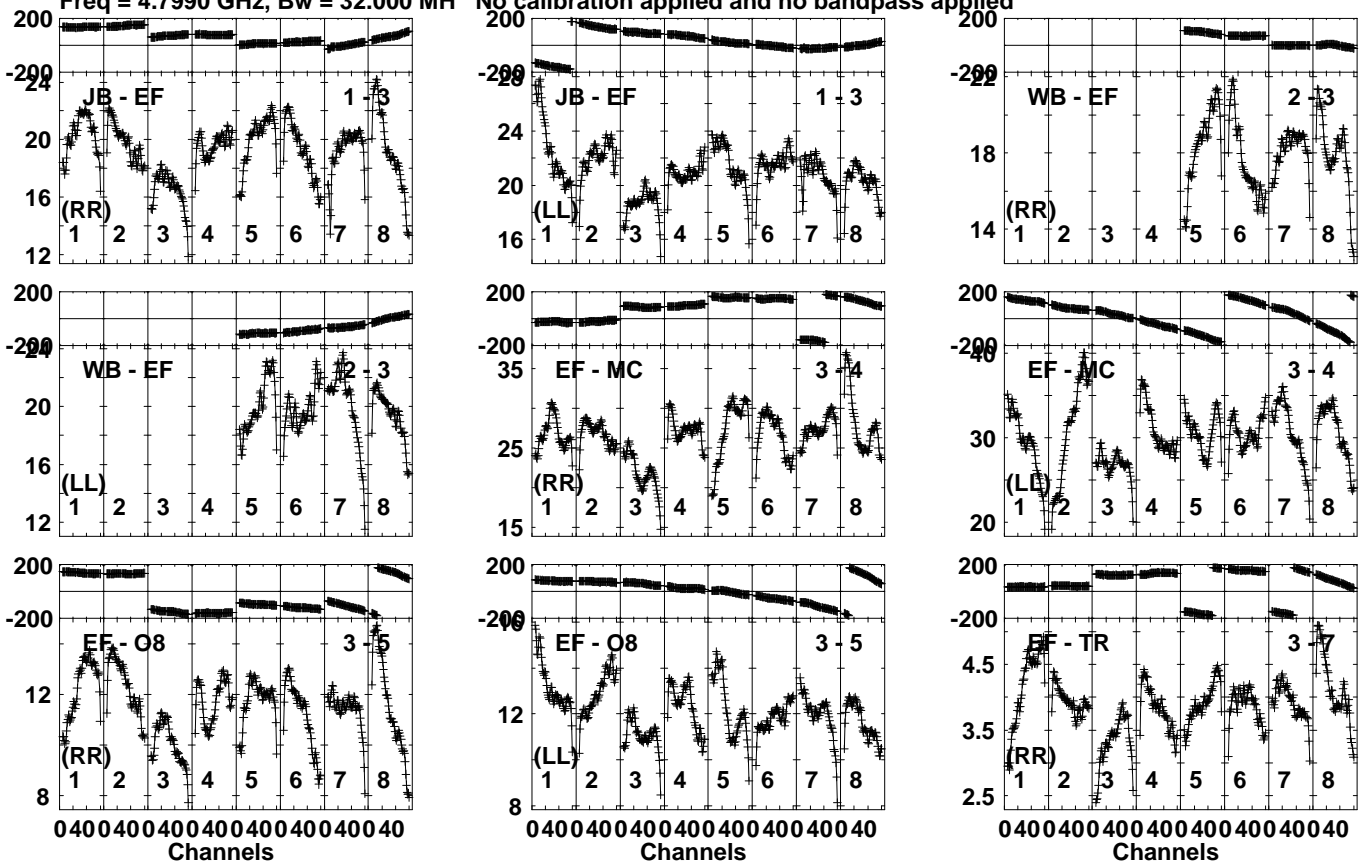 Freq = 4.7990 GHz, Bw = 32.000 MH No calibration applied and no bandpass applied
200 200 200
-200 -200 -200
24 28 22
JB - EF 1 - 3 JB - EF 1 - 3 WB - EF 2 - 3
20 24 18
16 20 14
12 16
(RR) (LL) (RR)
1 2 3 4 5 6 7 8 1 2 3 4 5 6 7 8 1 2 3 4 5 6 7 8
200 200 200
-200 -200 -200
24 35 40
WB - EF 2 - 3 EF - MC 3 - 4 EF - MC 3 - 4
20 25 30
16 15 20
12
(LL) (RR) (LL)
1 2 3 4 5 6 7 8 1 2 3 4 5 6 7 8 1 2 3 4 5 6 7 8
200 200 200
-200 -200 -200
16
EF - O8 3 - 5 EF - O8 3 - 5 EF - TR 3 - 7
12 12 4.5
8 8 3.5
2.5
(RR) (LL) (RR)
1 2 3 4 5 6 7 8 1 2 3 4 5 6 7 8 1 2 3 4 5 6 7 8
0 40 0 40 0 40 0 40 0 40 0 40 0 40 0 40 0 40 0 40 0 40 0 40 0 40 0 40 0 40 0 40 0 40 0 40 0 40 0 40 0 40 0 40 0 40 0 40
Channels Channels Channels